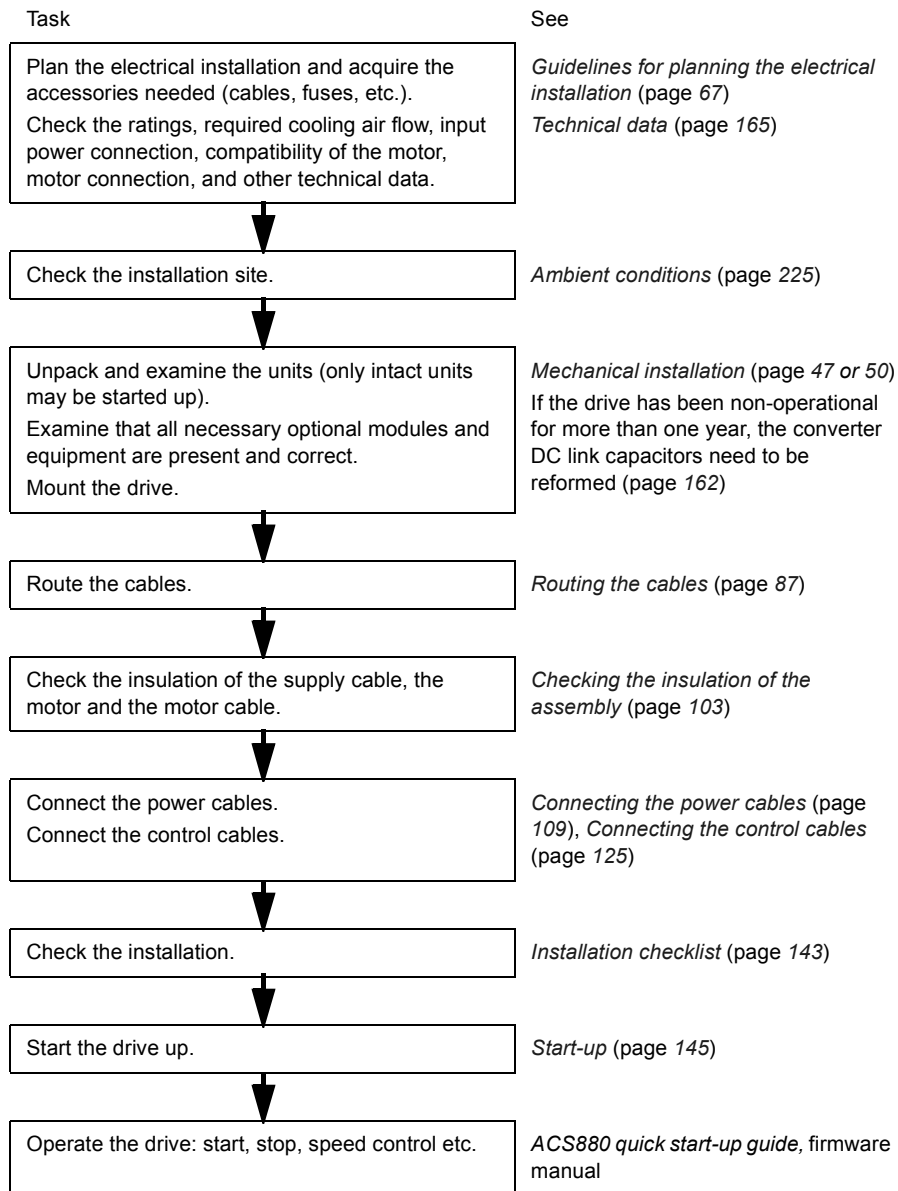 Task
See
Plan the electrical installation and acquire the
accessories needed (cables, fuses, etc.).
Check the ratings, required cooling air flow, input
power connection, compatibility of the motor,
motor connection, and other technical data.
Guidelines for planning the electrical
installation (page 67)
Technical data (page 165)
Check the installation site.
Ambient conditions (page 225)
Unpack and examine the units (only intact units
may be started up).
Examine that all necessary optional modules and
equipment are present and correct.
Mount the drive.
Mechanical installation (page 47 or 50)
If the drive has been non-operational
for more than one year, the converter
DC link capacitors need to be
reformed (page 162)
Route the cables.
Routing the cables (page 87)
Check the insulation of the supply cable, the
motor and the motor cable.
Checking the insulation of the
assembly (page 103)
Connect the power cables.
Connect the control cables.
Connecting the power cables (page
109), Connecting the control cables
(page 125)
Check the installation.
Installation checklist (page 143)
Start the drive up.
Start-up (page 145)
Operate the drive: start, stop, speed control etc.
ACS880 quick start-up guide, firmware
manual